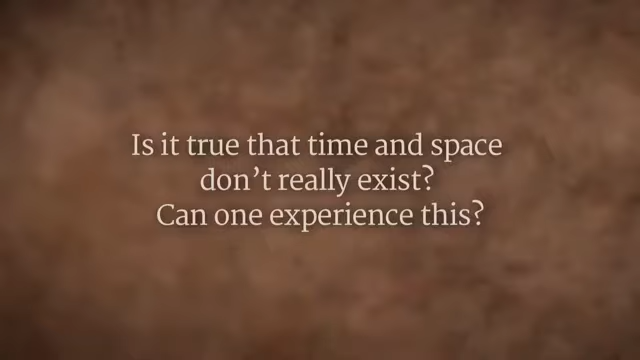 Is it true that time and space
don’t really exist?
Can one experience this?